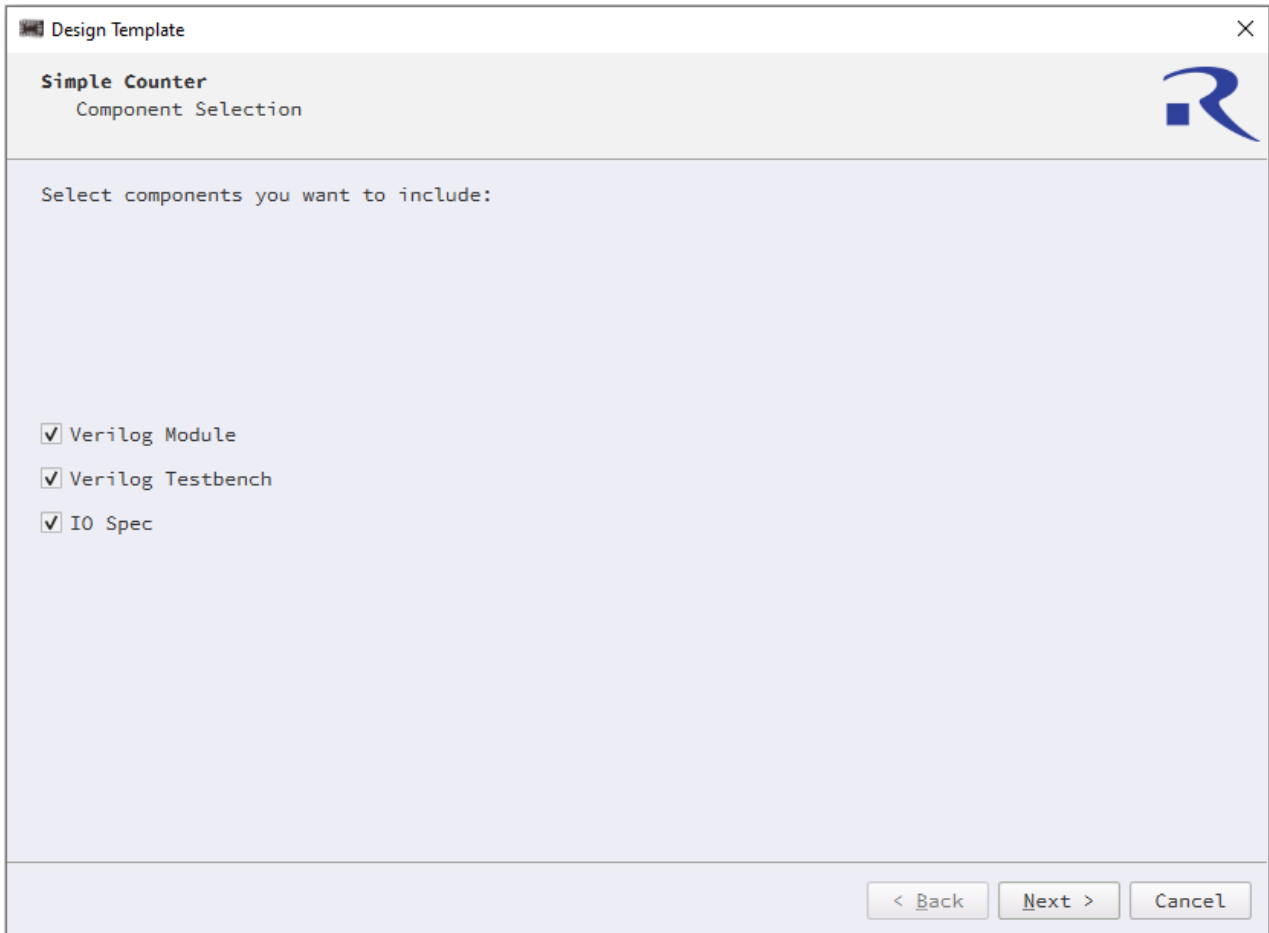 Design Template
Simple Counter
Component Selection
Select components you want to include:
Verilog Module
Verilog Testbench
IO Spec
< Back Next > Cancel